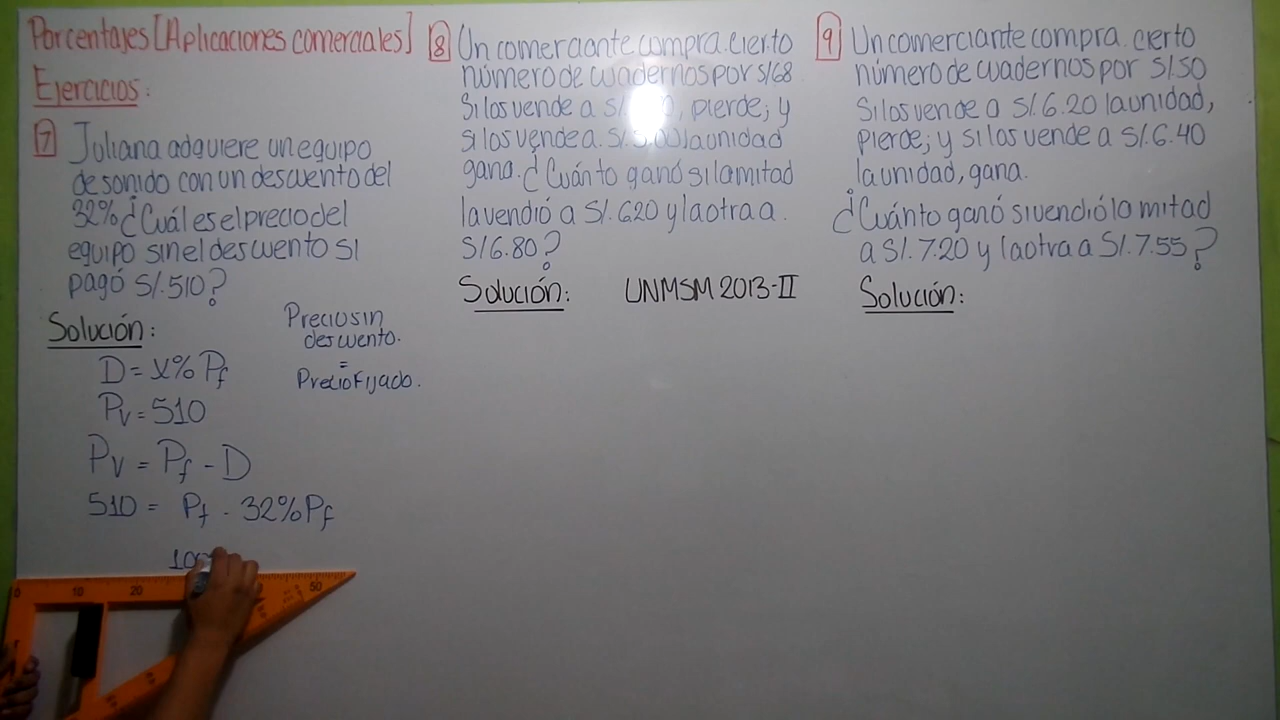 Porcentajes [Aplicaciones comerciales]
Ejercicios:
7 Juliana adquiere un equipo
de sonido con un descuento del
32% ¿Cuál es el precio del
equipo sin el descuento si
pagó S/.510?
Solución:
Precio sin
descuento.
=
Precio Fijado.
D = x% Pf
Pv = 510
Pv = Pf - D
510 = Pf - 32% Pf
8 Un comerciante compra cierto
número de cuadernos por S/68
Si los vende a pierde; y
si los vende a la unidad
gana. ¿Cuánto ganó si la mitad
la vendió a S/. 6.20 y la otra a.
S/6.80?
Solución: UNMSM 2013-II
9 Un comerciante compra cierto
número de cuadernos por S/.50
Si los vende a S/.6.20 la unidad,
pierde; y si los vende a S/.6.40
la unidad, gana.
¿Cuánto ganó si vendió la mitad
a S/.7.20 y la otra a S/.7.55?
Solución:
0 10 20 50